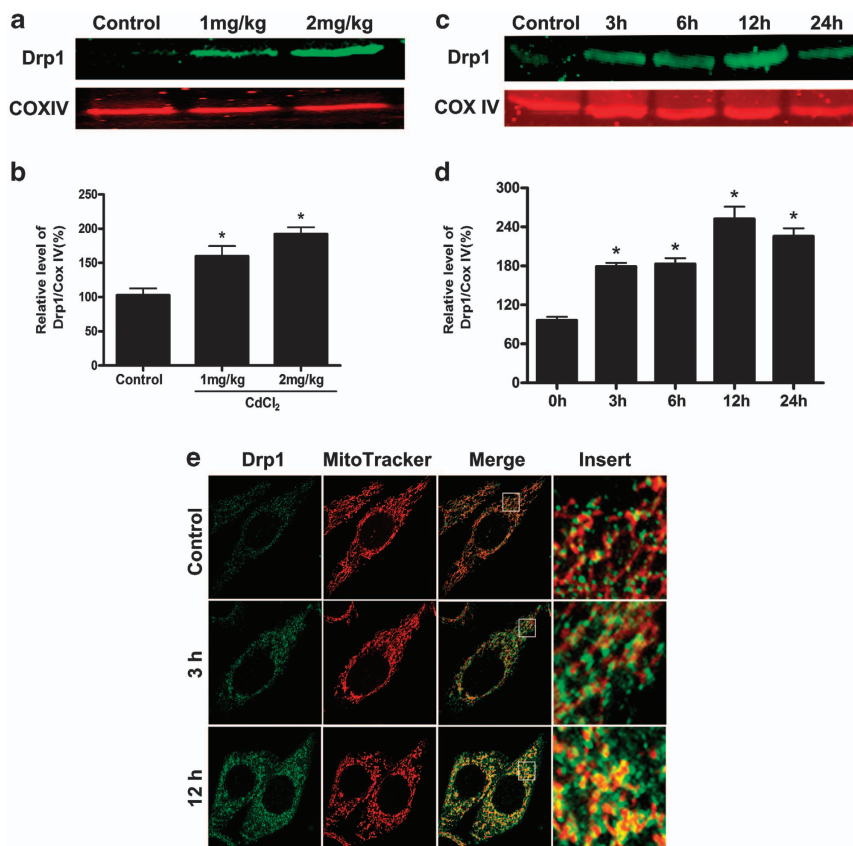 a
Control 1mg/kg 2mg/kg
Drp1
COXIV
c
Control 3h 6h 12h 24h
Drp1
COX IV
b
Relative level of
Drp1/Cox IV(%)
250
200
150
100
50
0
*
*
Control 1mg/kg 2mg/kg
CdCl₂
d
Relative level of
Drp1/Cox IV(%)
300
240
180
120
60
0
*
*
*
*
0h 3h 6h 12h 24h
e
Drp1 MitoTracker Merge Insert
Control
3 h
12 h